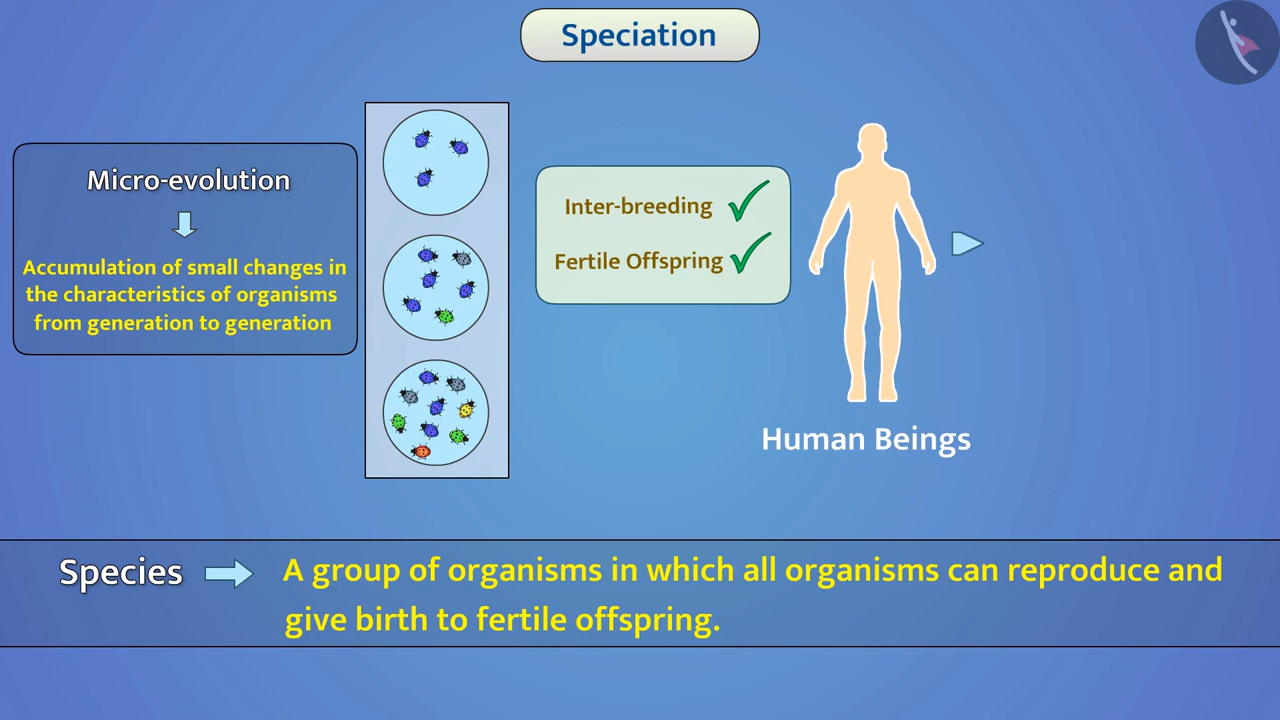 Speciation
Micro-evolution
Accumulation of small changes in
the characteristics of organisms
from generation to generation
Inter-breeding
Fertile Offspring
Human Beings
Species
A group of organisms in which all organisms can reproduce and
give birth to fertile offspring.